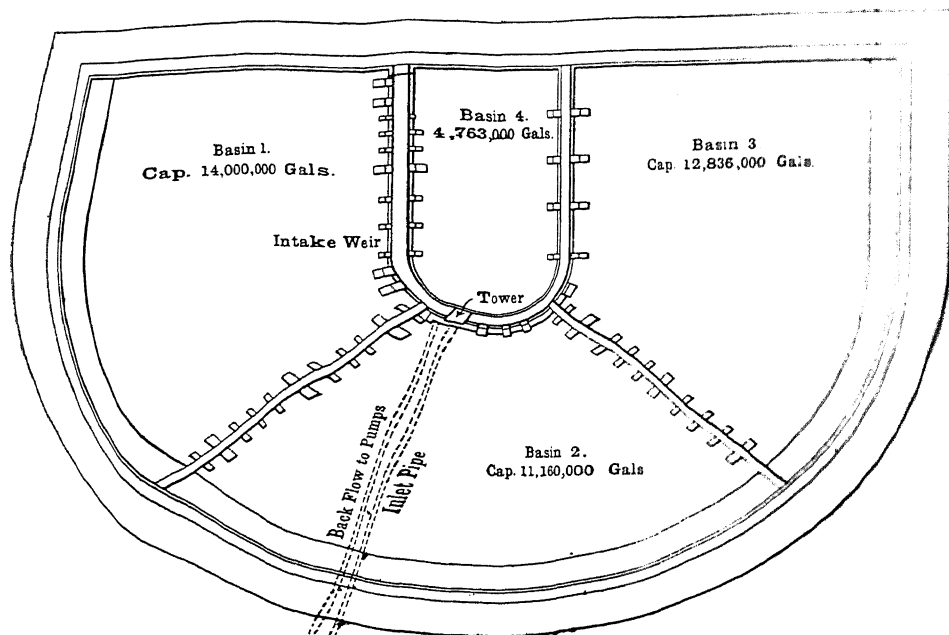 Basin 1.
Cap. 14,000,000 Gals.
Basin 4.
4,763,000 Gals.
Basin 3
Cap. 12,836,000 Gals.
Intake Weir
Tower
Back Flow to Pumps
Inlet Pipe
Basin 2.
Cap. 11,160,000 Gals